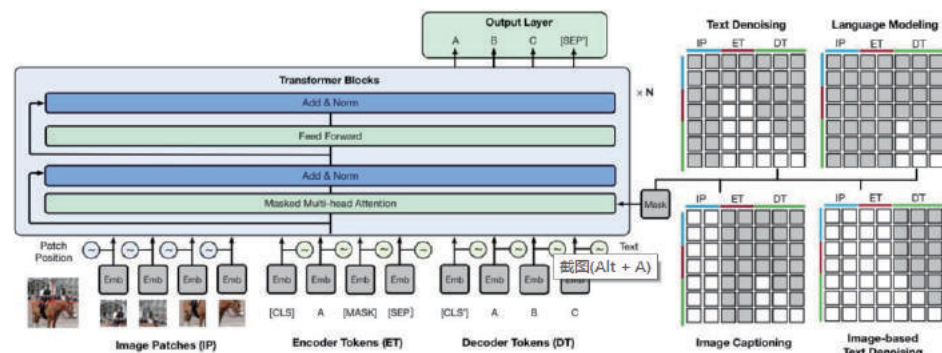 Output Layer
A B C [SEP']
Transformer Blocks
× N
Add & Norm
Feed Forward
Add & Norm
Masked Multi-head Attention
Mask
Patch
Position
Text
截图(Alt + A)
Emb Emb Emb Emb Emb Emb Emb Emb Emb Emb Emb Emb
[CLS] A [MASK] [SEP] [CLS'] A B C
Image Patches (IP) Encoder Tokens (ET) Decoder Tokens (DT)
Text Denoising Language Modeling
IP ET DT IP ET DT
IP ET DT IP ET DT
Image Captioning Image-based
Text Denoising